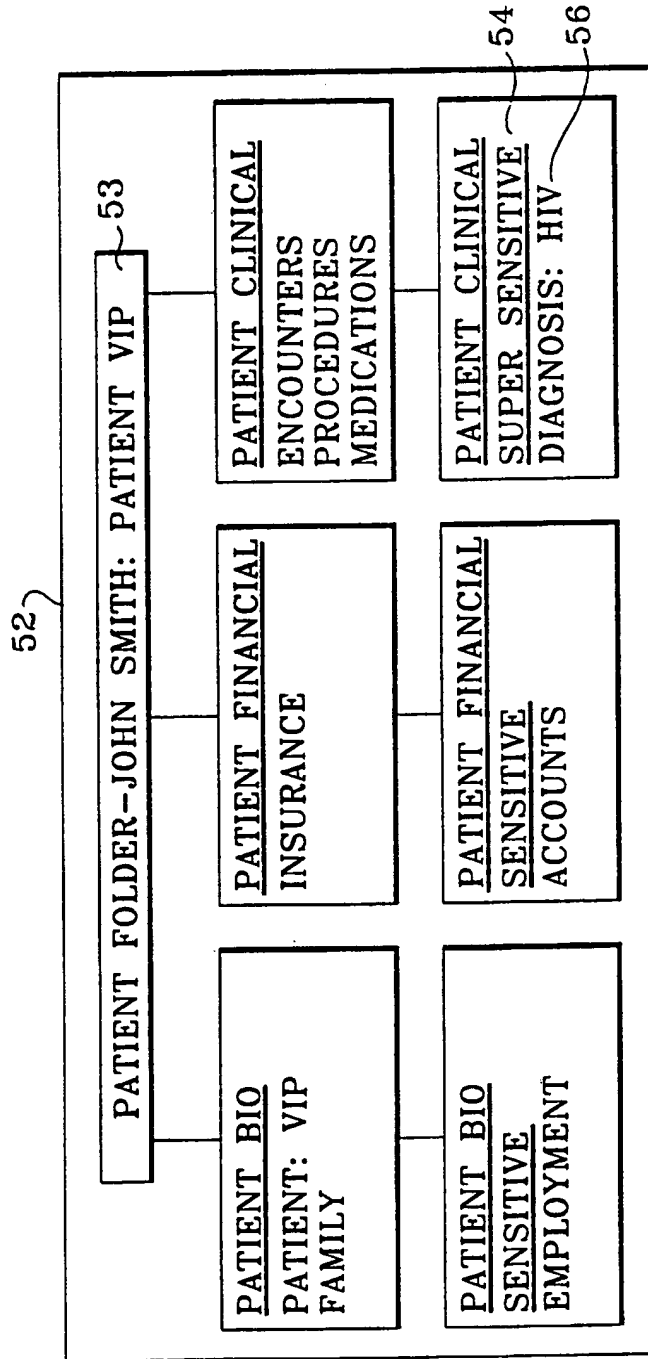 52
PATIENT FOLDER-JOHN SMITH: PATIENT VIP
53
PATIENT BIO
PATIENT: VIP
FAMILY
PATIENT FINANCIAL
INSURANCE
PATIENT CLINICAL
ENCOUNTERS
PROCEDURES
MEDICATIONS
PATIENT BIO
SENSITIVE
EMPLOYMENT
PATIENT FINANCIAL
SENSITIVE
ACCOUNTS
PATIENT CLINICAL
SUPER SENSITIVE
DIAGNOSIS: HIV
54
56